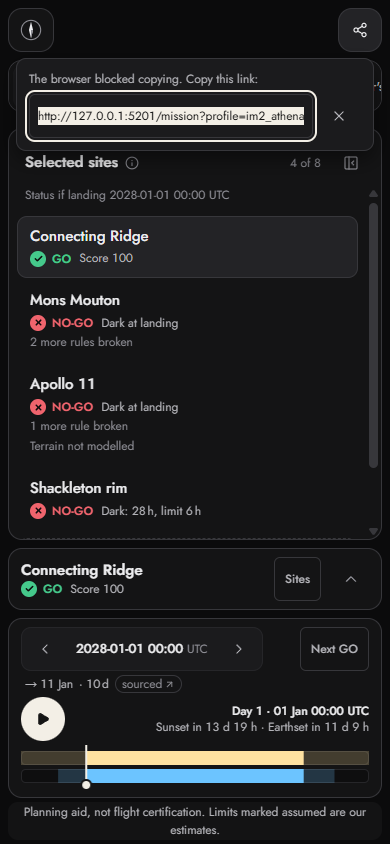 The browser blocked copying. Copy this link:
http://127.0.0.1:5201/mission?profile=im2_athena
Selected sites
4 of 8
Status if landing 2028-01-01 00:00 UTC
Connecting Ridge
GO Score 100
Mons Mouton
NO-GO Dark at landing
2 more rules broken
Apollo 11
NO-GO Dark at landing
1 more rule broken
Terrain not modelled
Shackleton rim
NO-GO Dark: 28 h, limit 6 h
Connecting Ridge
GO Score 100
Sites
2028-01-01 00:00 UTC
Next GO
→ 11 Jan · 10 d sourced ↗
Day 1 · 01 Jan 00:00 UTC
Sunset in 13 d 19 h · Earthset in 11 d 9 h
Planning aid, not flight certification. Limits marked assumed are our
estimates.